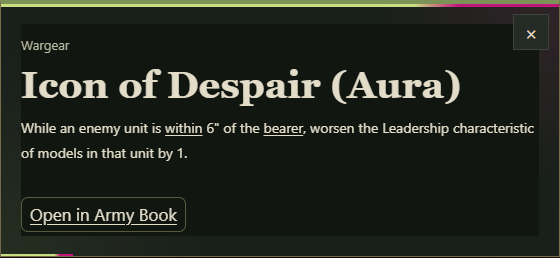 ×
Wargear
Icon of Despair (Aura)
While an enemy unit is within 6" of the bearer, worsen the Leadership characteristic
of models in that unit by 1.
Open in Army Book